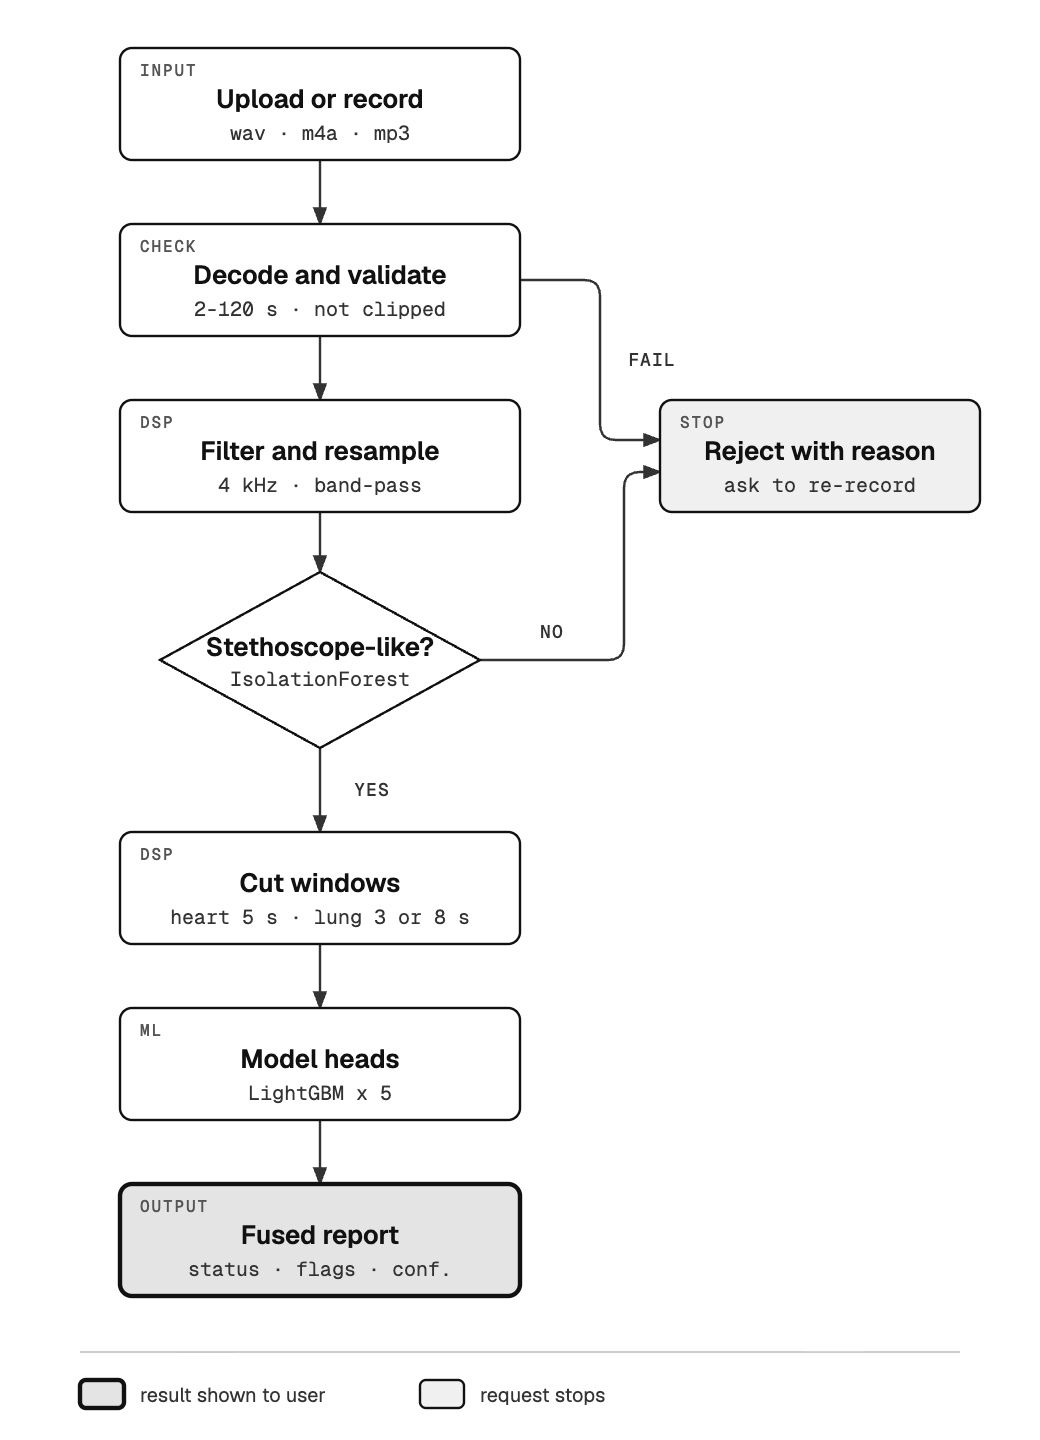 INPUT
Upload or record
wav · m4a · mp3
CHECK
Decode and validate
2-120 s · not clipped
FAIL
DSP
Filter and resample
4 kHz · band-pass
STOP
Reject with reason
ask to re-record
Stethoscope-like?
IsolationForest
NO
YES
DSP
Cut windows
heart 5 s · lung 3 or 8 s
ML
Model heads
LightGBM x 5
OUTPUT
Fused report
status · flags · conf.
result shown to user
request stops